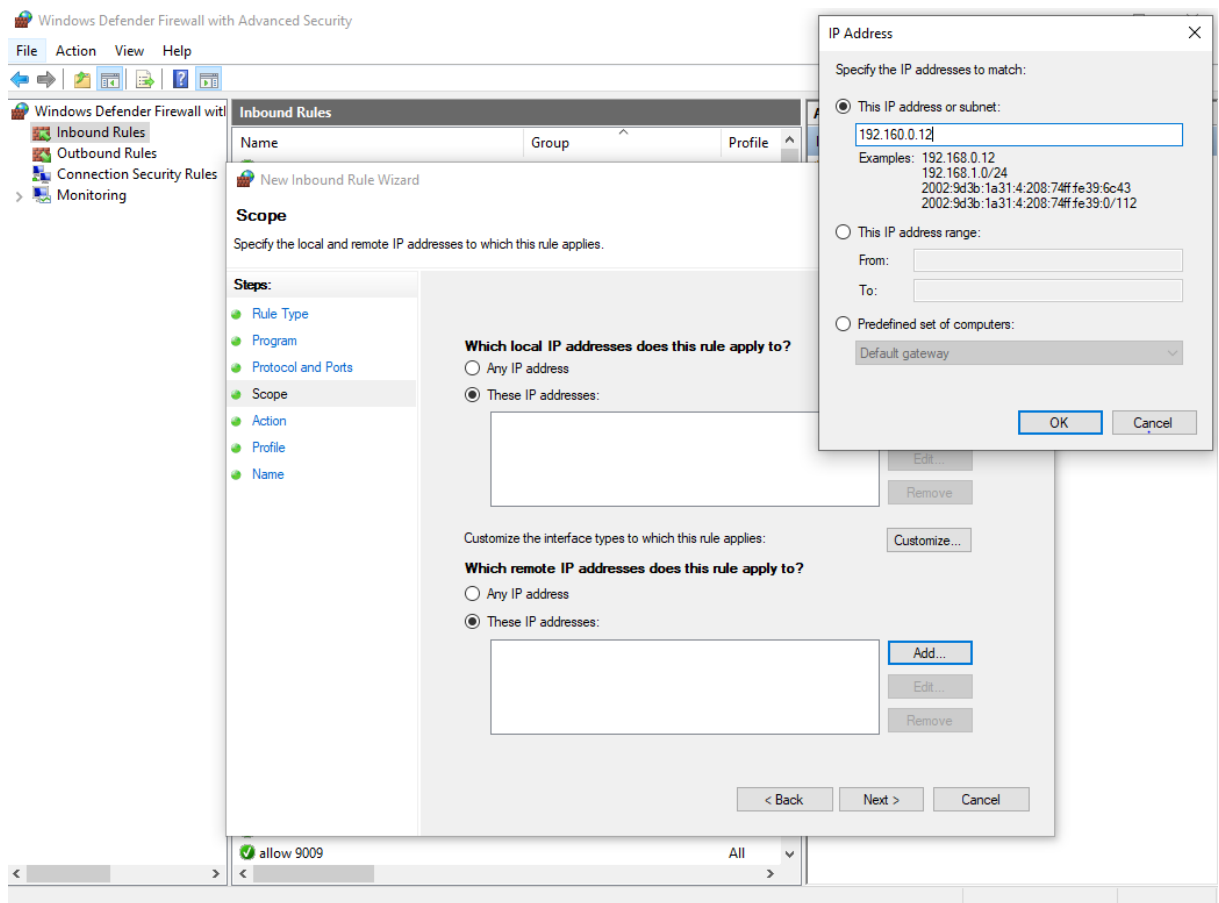 Windows Defender Firewall with Advanced Security
File Action View Help
Windows Defender Firewall witl
Inbound Rules
Outbound Rules
Connection Security Rules
Monitoring
Inbound Rules
Name Group Profile
New Inbound Rule Wizard
Scope
Specify the local and remote IP addresses to which this rule applies.
Steps:
Rule Type
Program
Protocol and Ports
Scope
Action
Profile
Name
Which local IP addresses does this rule apply to?
Any IP address
These IP addresses:
Edit...
Remove
Customize the interface types to which this rule applies:
Customize...
Which remote IP addresses does this rule apply to?
Any IP address
These IP addresses:
Add...
Edit...
Remove
< Back Next > Cancel
allow 9009 All
IP Address
Specify the IP addresses to match:
This IP address or subnet:
192.160.0.12
Examples: 192.168.0.12
192.168.1.0/24
2002:9d3b:1a31:4:208:74ff:fe39:6c43
2002:9d3b:1a31:4:208:74ff:fe39:0/112
This IP address range:
From:
To:
Predefined set of computers:
Default gateway
OK Cancel